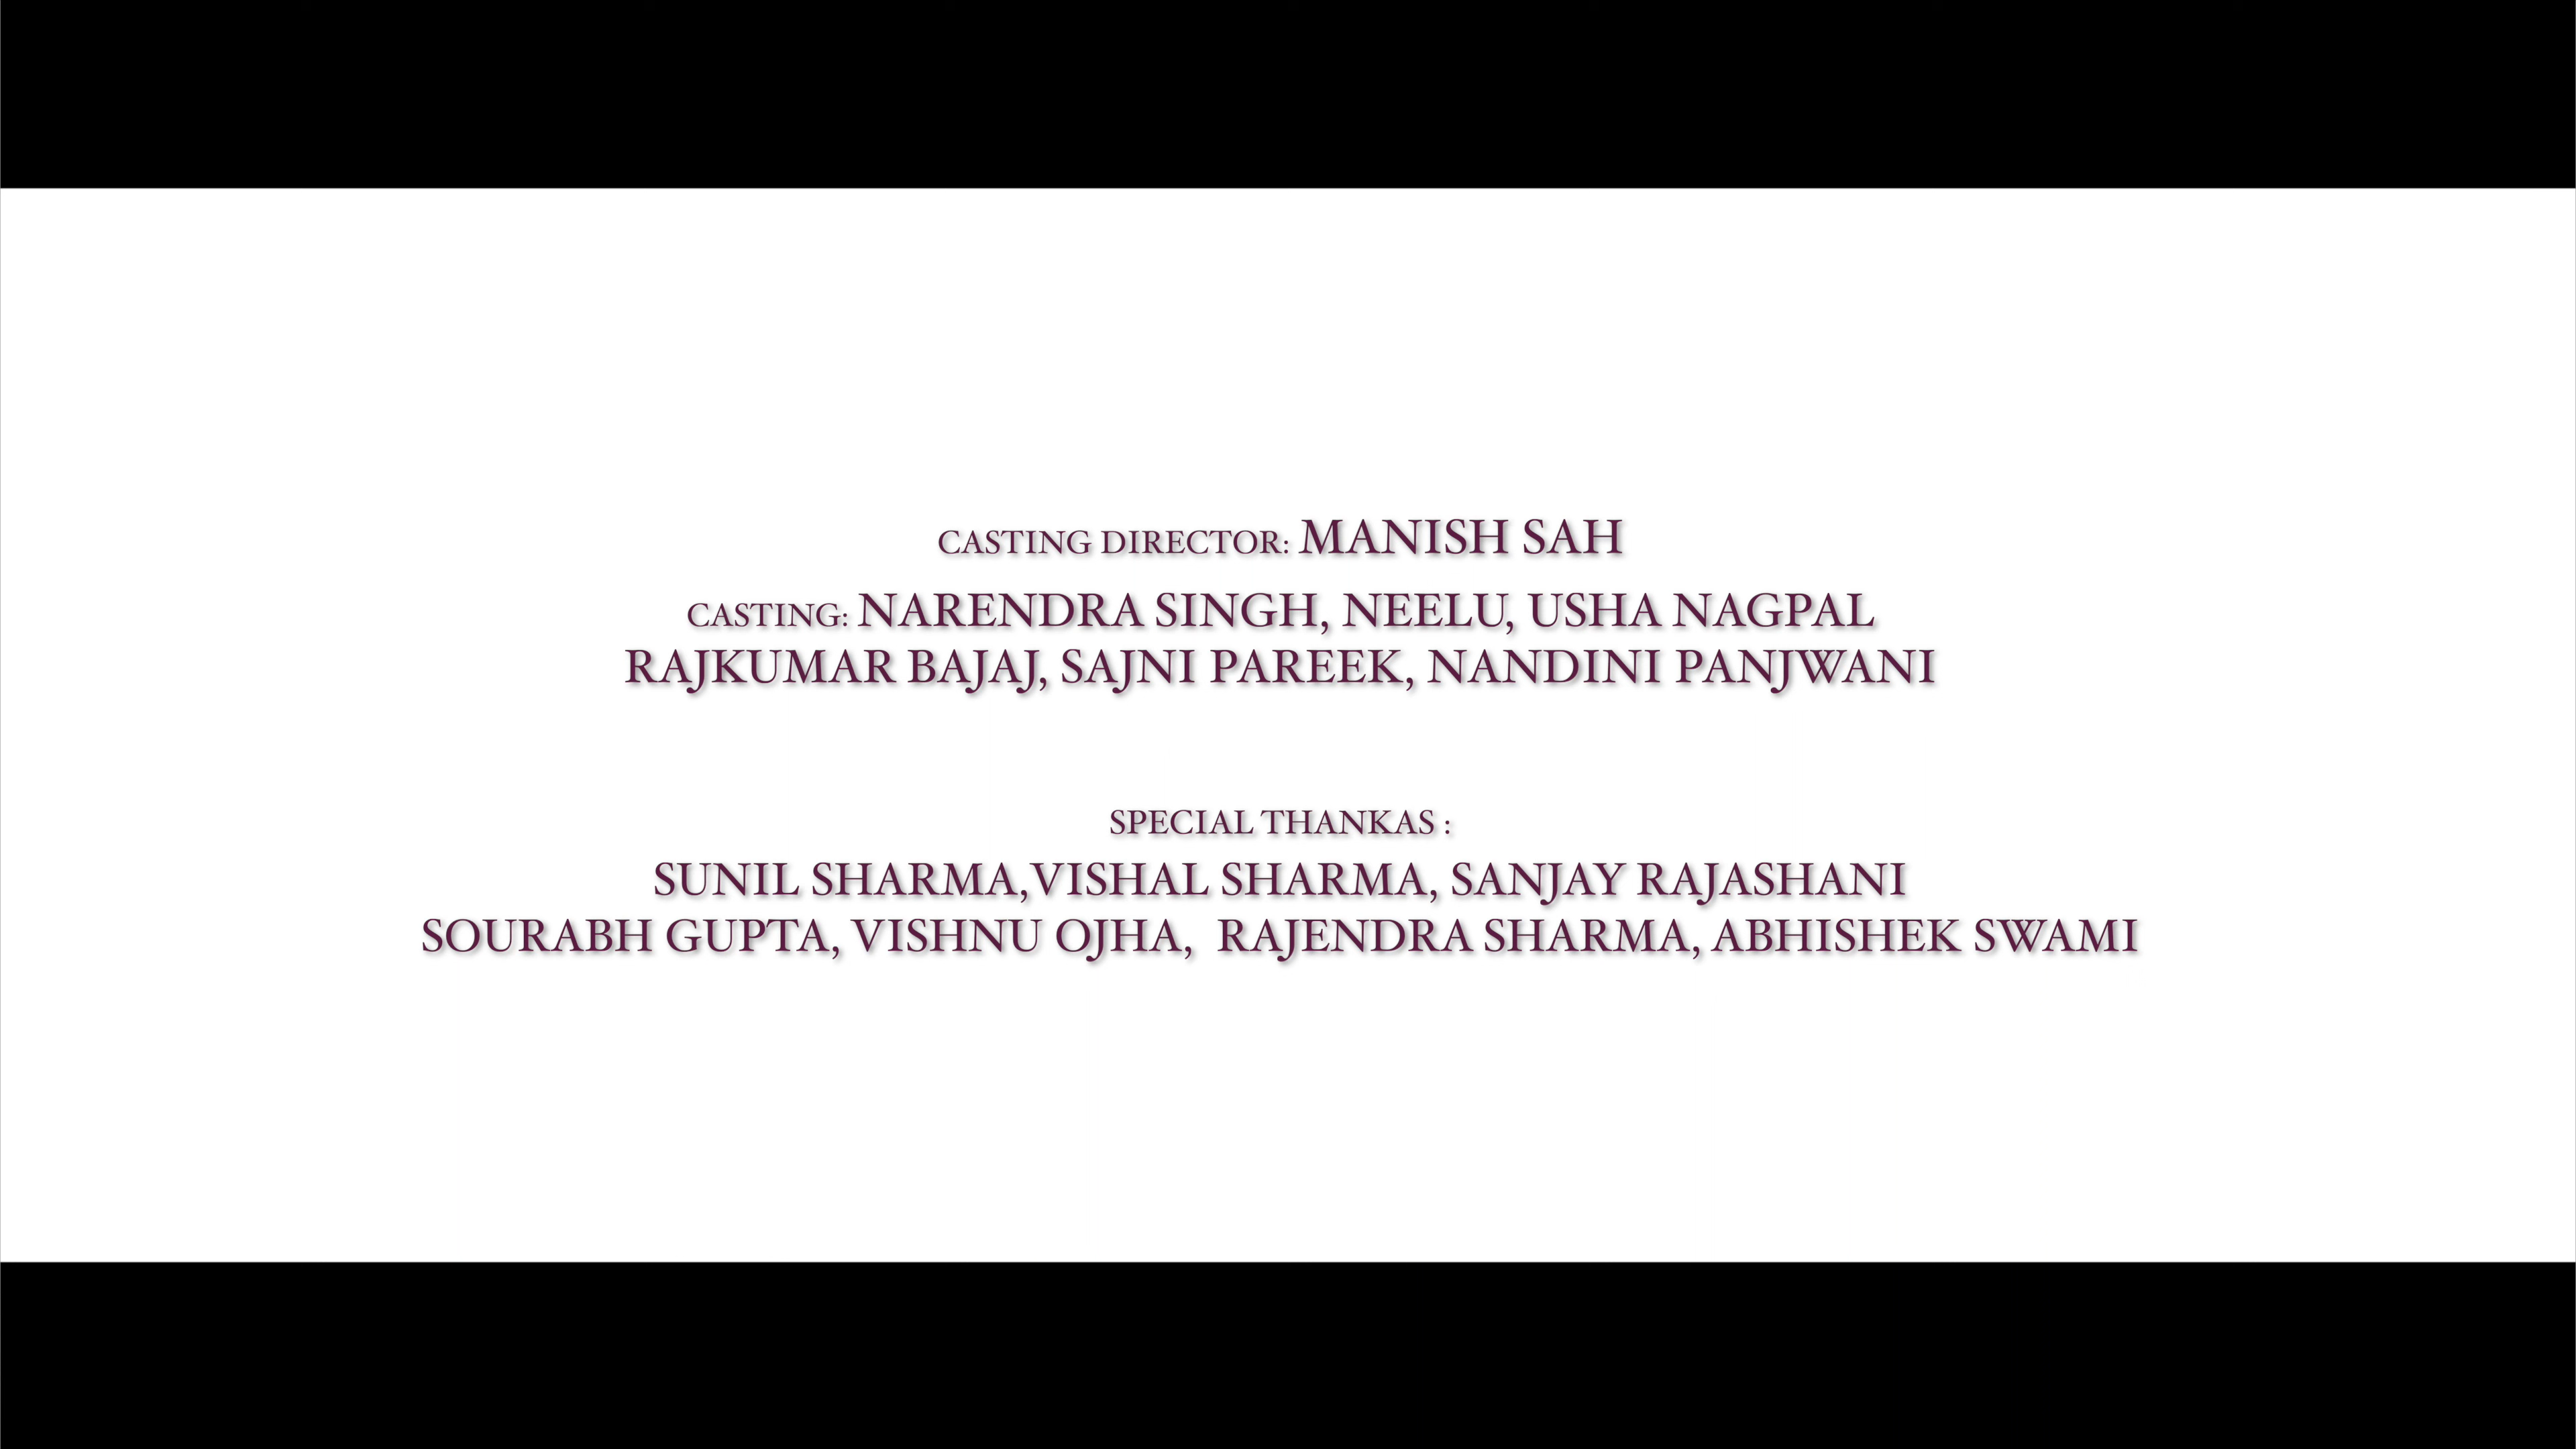 CASTING DIRECTOR: MANISH SAH
CASTING: NARENDRA SINGH, NEELU, USHA NAGPAL
RAJKUMAR BAJAJ, SAJNI PAREEK, NANDINI PANJWANI
SPECIAL THANKAS :
SUNIL SHARMA,VISHAL SHARMA, SANJAY RAJASHANI
SOURABH GUPTA, VISHNU OJHA,  RAJENDRA SHARMA, ABHISHEK SWAMI